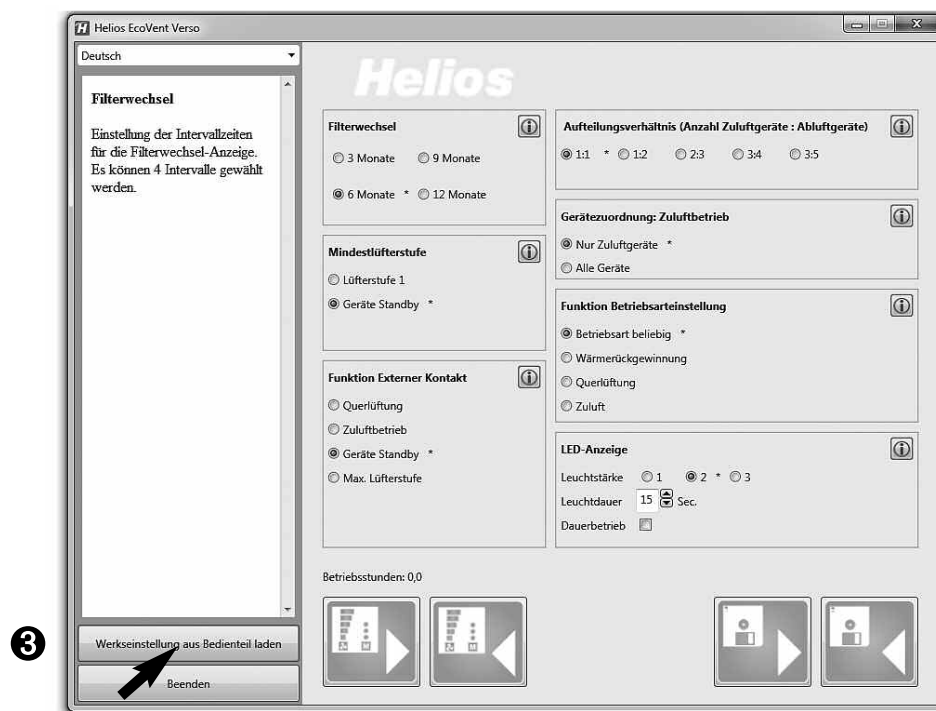 Helios EcoVent Verso
Deutsch
Filterwechsel
Einstellung der Intervallzeiten
für die Filterwechsel-Anzeige.
Es können 4 Intervalle gewählt
werden.
Werkseinstellung aus Bedienteil laden
Beenden
3
Helios
Filterwechsel
3 Monate 9 Monate
6 Monate * 12 Monate
Mindestlüfterstufe
Lüfterstufe 1
Geräte Standby *
Funktion Externer Kontakt
Querlüftung
Zuluftbetrieb
Geräte Standby *
Max. Lüfterstufe
Aufteilungsverhältnis (Anzahl Zuluftgeräte : Abluftgeräte)
1:1 * 1:2 2:3 3:4 3:5
Gerätezuordnung: Zuluftbetrieb
Nur Zuluftgeräte *
Alle Geräte
Funktion Betriebsarteinstellung
Betriebsart beliebig *
Wärmerückgewinnung
Querlüftung
Zuluft
LED-Anzeige
Leuchtstärke 1 2 * 3
Leuchtdauer 15 Sec.
Dauerbetrieb
Betriebsstunden: 0,0
M
M